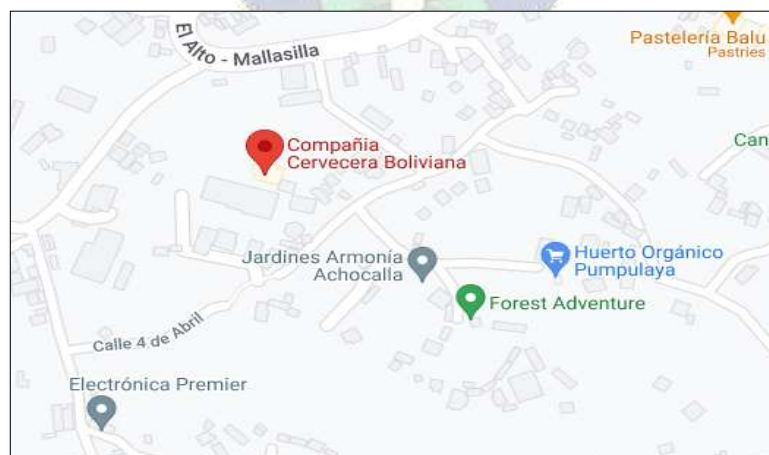 El Alto - Mallasilla
Pastelería Balu
Pastries
Compañia
Cervecera Boliviana
Can
Jardines Armonía
Achocalla
Huerto Orgánico
Pumpulaya
Forest Adventure
Calle 4 de Abril
Electrónica Premier